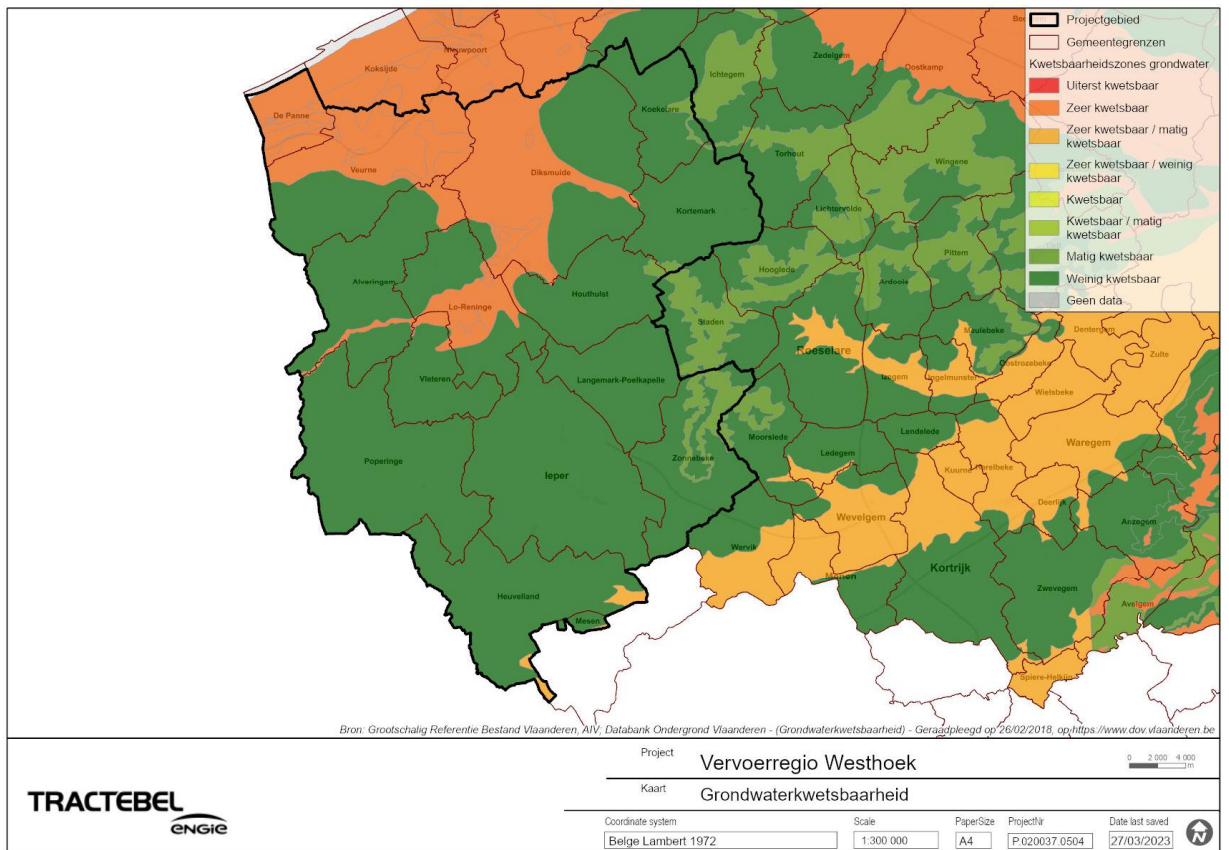 Projectgebied
Gemeentegrenzen
Kwetsbaarheidszones grondwater
Uiterst kwetsbaar
Zeer kwetsbaar
Zeer kwetsbaar / matig
kwetsbaar
Zeer kwetsbaar / weinig
kwetsbaar
Kwetsbaar
Kwetsbaar / matig
kwetsbaar
Matig kwetsbaar
Weinig kwetsbaar
Geen data
Nieuwpoort
Koksijde
De Panne
Veurne
Diksmuide
Koekelare
Ichtegem
Zedelgem
Oostkamp
Torhout
Wingene
Kortemark
Lichtervelde
Pittem
Hooglede
Ardooie
Alveringem
Lo-Reninge
Houthulst
Staden
Roeselare
Meulebeke
Dentergem
Oostrozebeke
Zulte
Izegem
Ingelmunster
Wielsbeke
Vleteren
Langemark-Poelkapelle
Moorslede
Lendelede
Waregem
Ledegem
Zonnebeke
Poperinge
Ieper
Kuurne
Harelbeke
Deerlijk
Anzegem
Wevelgem
Wervik
Menen
Kortrijk
Zwevegem
Avelgem
Heuvelland
Mesen
Spiere-Helkijn
Bron: Grootschalig Referentie Bestand Vlaanderen, AIV; Databank Ondergrond Vlaanderen - (Grondwaterkwetsbaarheid) - Geraadpleegd op 26/02/2018, op https://www.dov.vlaanderen.be
Project Vervoerregio Westhoek
0 2 000 4 000
m
Kaart Grondwaterkwetsbaarheid
TRACTEBEL
ENGIE
Coordinate system Scale PaperSize ProjectNr Date last saved
Belge Lambert 1972 1:300 000 A4 P.020037.0504 27/03/2023
N